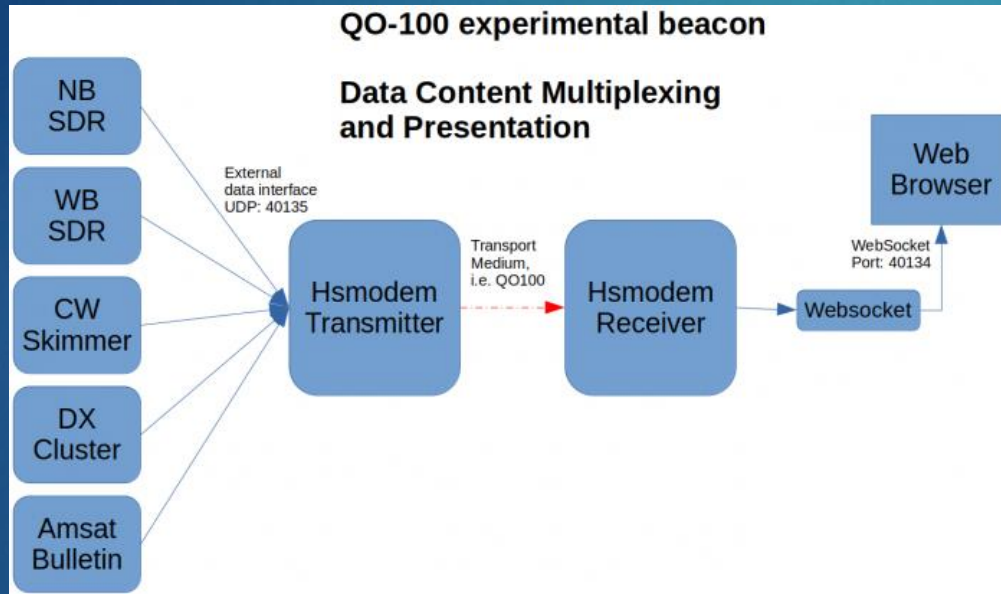 QO-100 experimental beacon
Data Content Multiplexing
and Presentation
NB
SDR
WB
SDR
CW
Skimmer
DX
Cluster
Amsat
Bulletin
External
data interface
UDP: 40135
Hsmodem
Transmitter
Transport
Medium,
i.e. QO100
Hsmodem
Receiver
Websocket
WebSocket
Port: 40134
Web
Browser